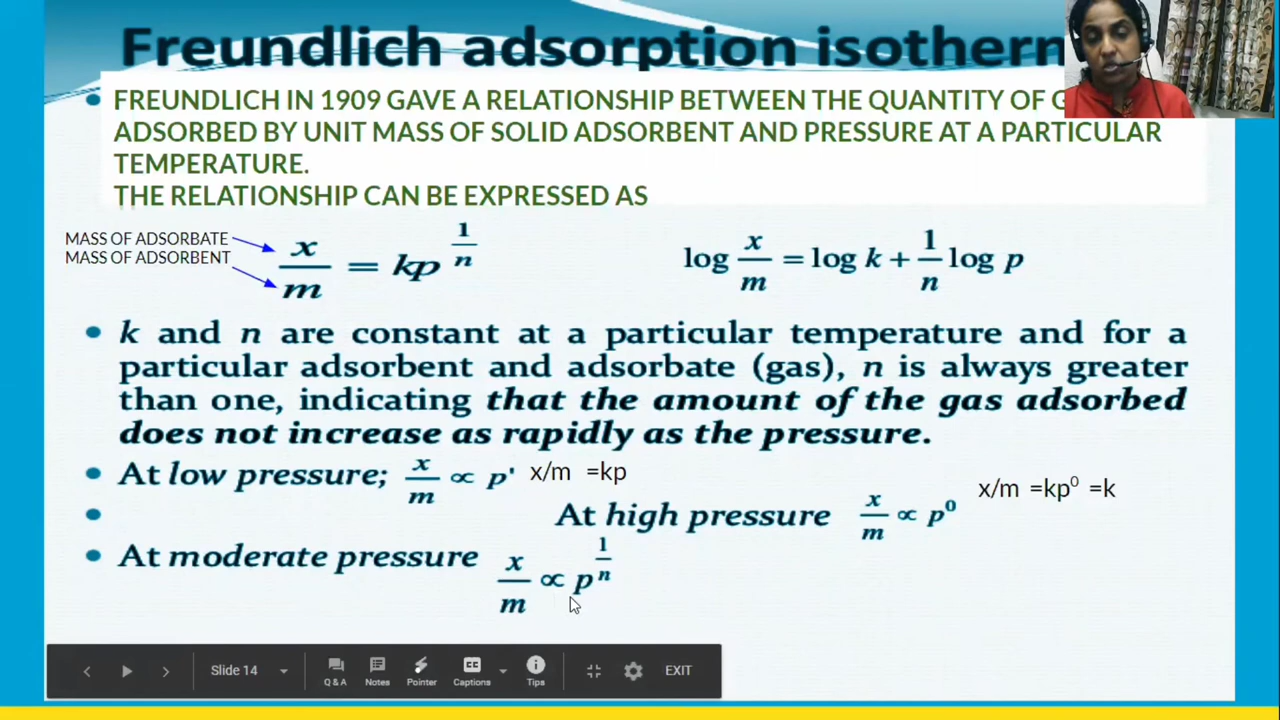 Freundlich adsorption isother
• FREUNDLICH IN 1909 GAVE A RELATIONSHIP BETWEEN THE QUANTITY OF
ADSORBED BY UNIT MASS OF SOLID ADSORBENT AND PRESSURE AT A PARTICULAR
TEMPERATURE.
THE RELATIONSHIP CAN BE EXPRESSED AS
MASS OF ADSORBATE
MASS OF ADSORBENT
x/m = kp^(1/n)
log x/m = log k + 1/n log p
• k and n are constant at a particular temperature and for a
particular adsorbent and adsorbate (gas), n is always greater
than one, indicating that the amount of the gas adsorbed
does not increase as rapidly as the pressure.
• At low pressure; x/m ∝ p' x/m =kp
• At high pressure x/m ∝ p⁰ x/m =kp⁰ =k
• At moderate pressure x/m ∝ p^(1/n)
Slide 14
Q & A
Notes
Pointer
CC
Captions
Tips
EXIT